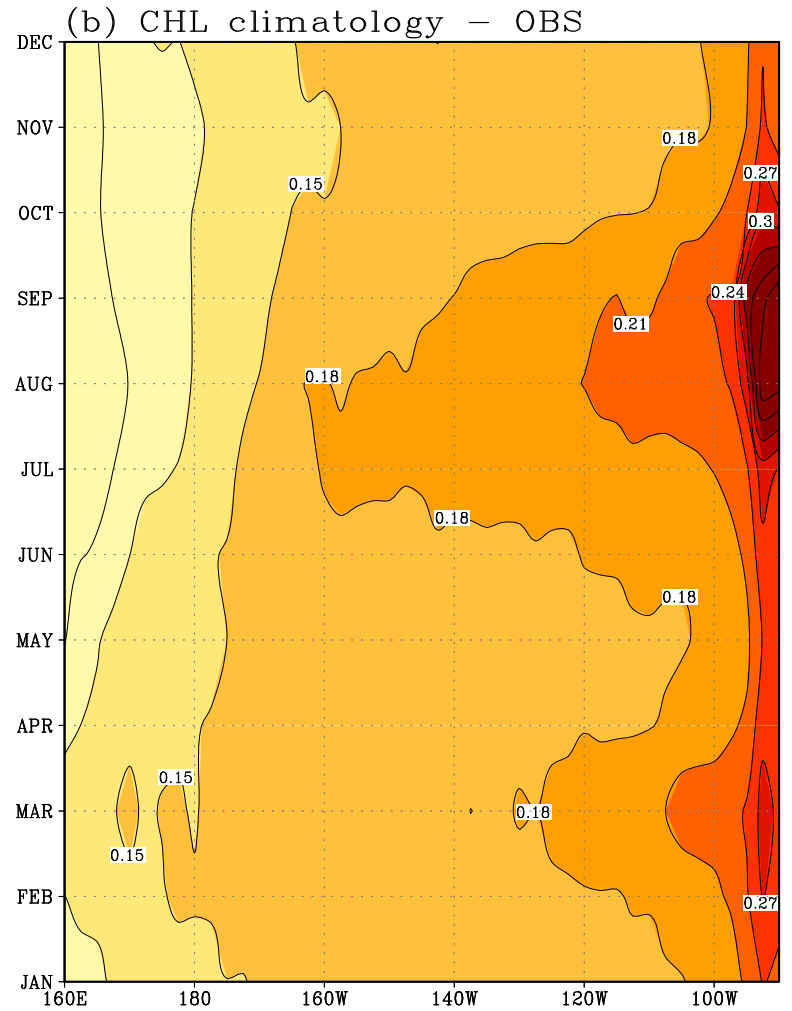 (b) CHL climatology − OBS
DEC
NOV
0.18
0.27
0.15
OCT
0.3
SEP
0.24
0.21
AUG
0.18
JUL
0.18
JUN
0.18
MAY
APR
0.15
MAR
0.18
0.15
FEB
0.27
JAN
160E 180 160W 140W 120W 100W